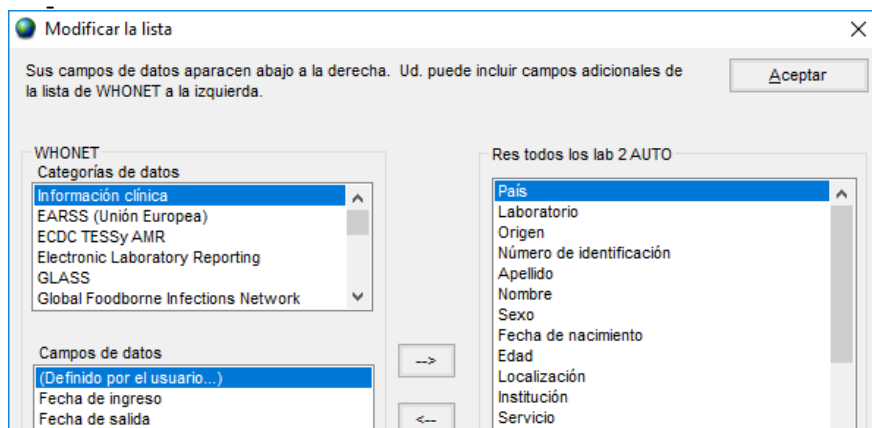 Modificar la lista
Sus campos de datos aparacen abajo a la derecha. Ud. puede incluir campos adicionales de
la lista de WHONET a la izquierda.
Aceptar
WHONET
Categorías de datos
Información clínica
EARSS (Unión Europea)
ECDC TESSy AMR
Electronic Laboratory Reporting
GLASS
Global Foodborne Infections Network
Campos de datos
(Definido por el usuario...)
Fecha de ingreso
Fecha de salida
-->
<--
Res todos los lab 2 AUTO
País
Laboratorio
Origen
Número de identificación
Apellido
Nombre
Sexo
Fecha de nacimiento
Edad
Localización
Institución
Servicio